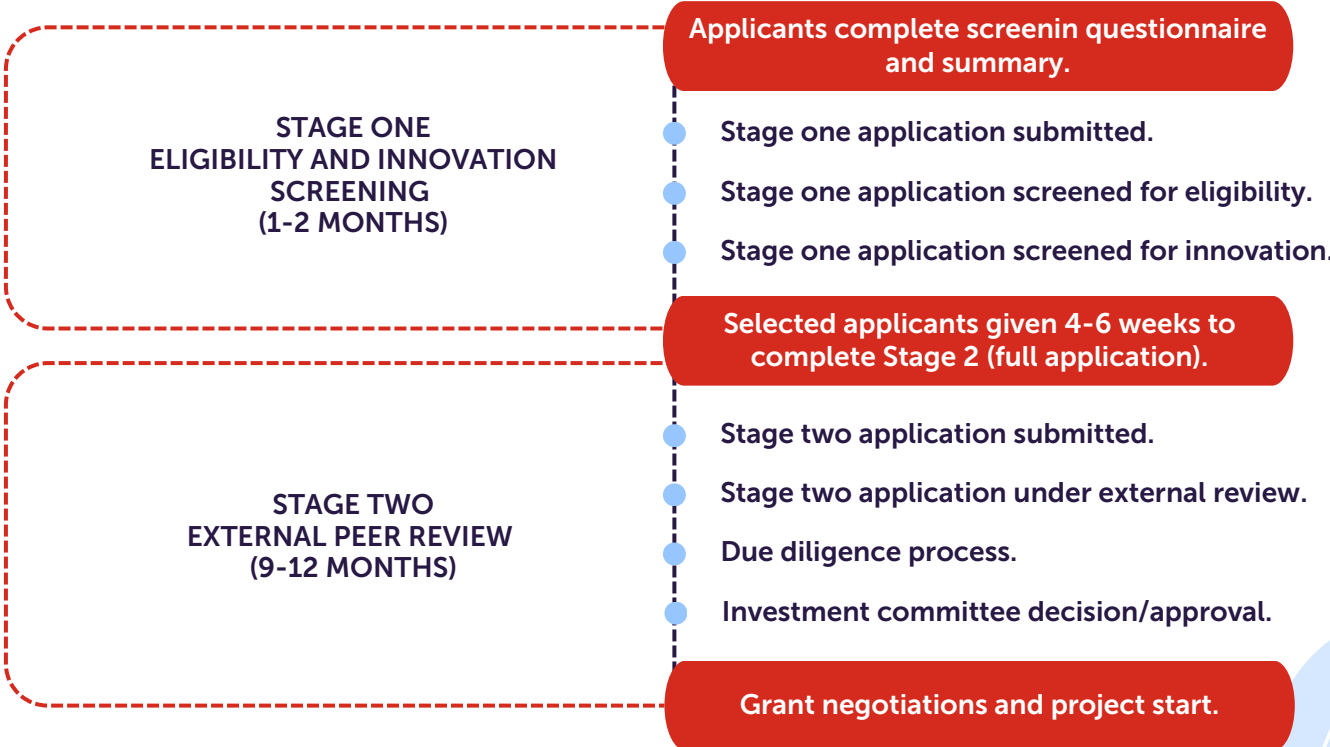 Applicants complete screenin questionnaire
and summary.
STAGE ONE
ELIGIBILITY AND INNOVATION
SCREENING
(1-2 MONTHS)
Stage one application submitted.
Stage one application screened for eligibility.
Stage one application screened for innovation.
Selected applicants given 4-6 weeks to
complete Stage 2 (full application).
STAGE TWO
EXTERNAL PEER REVIEW
(9-12 MONTHS)
Stage two application submitted.
Stage two application under external review.
Due diligence process.
Investment committee decision/approval.
Grant negotiations and project start.